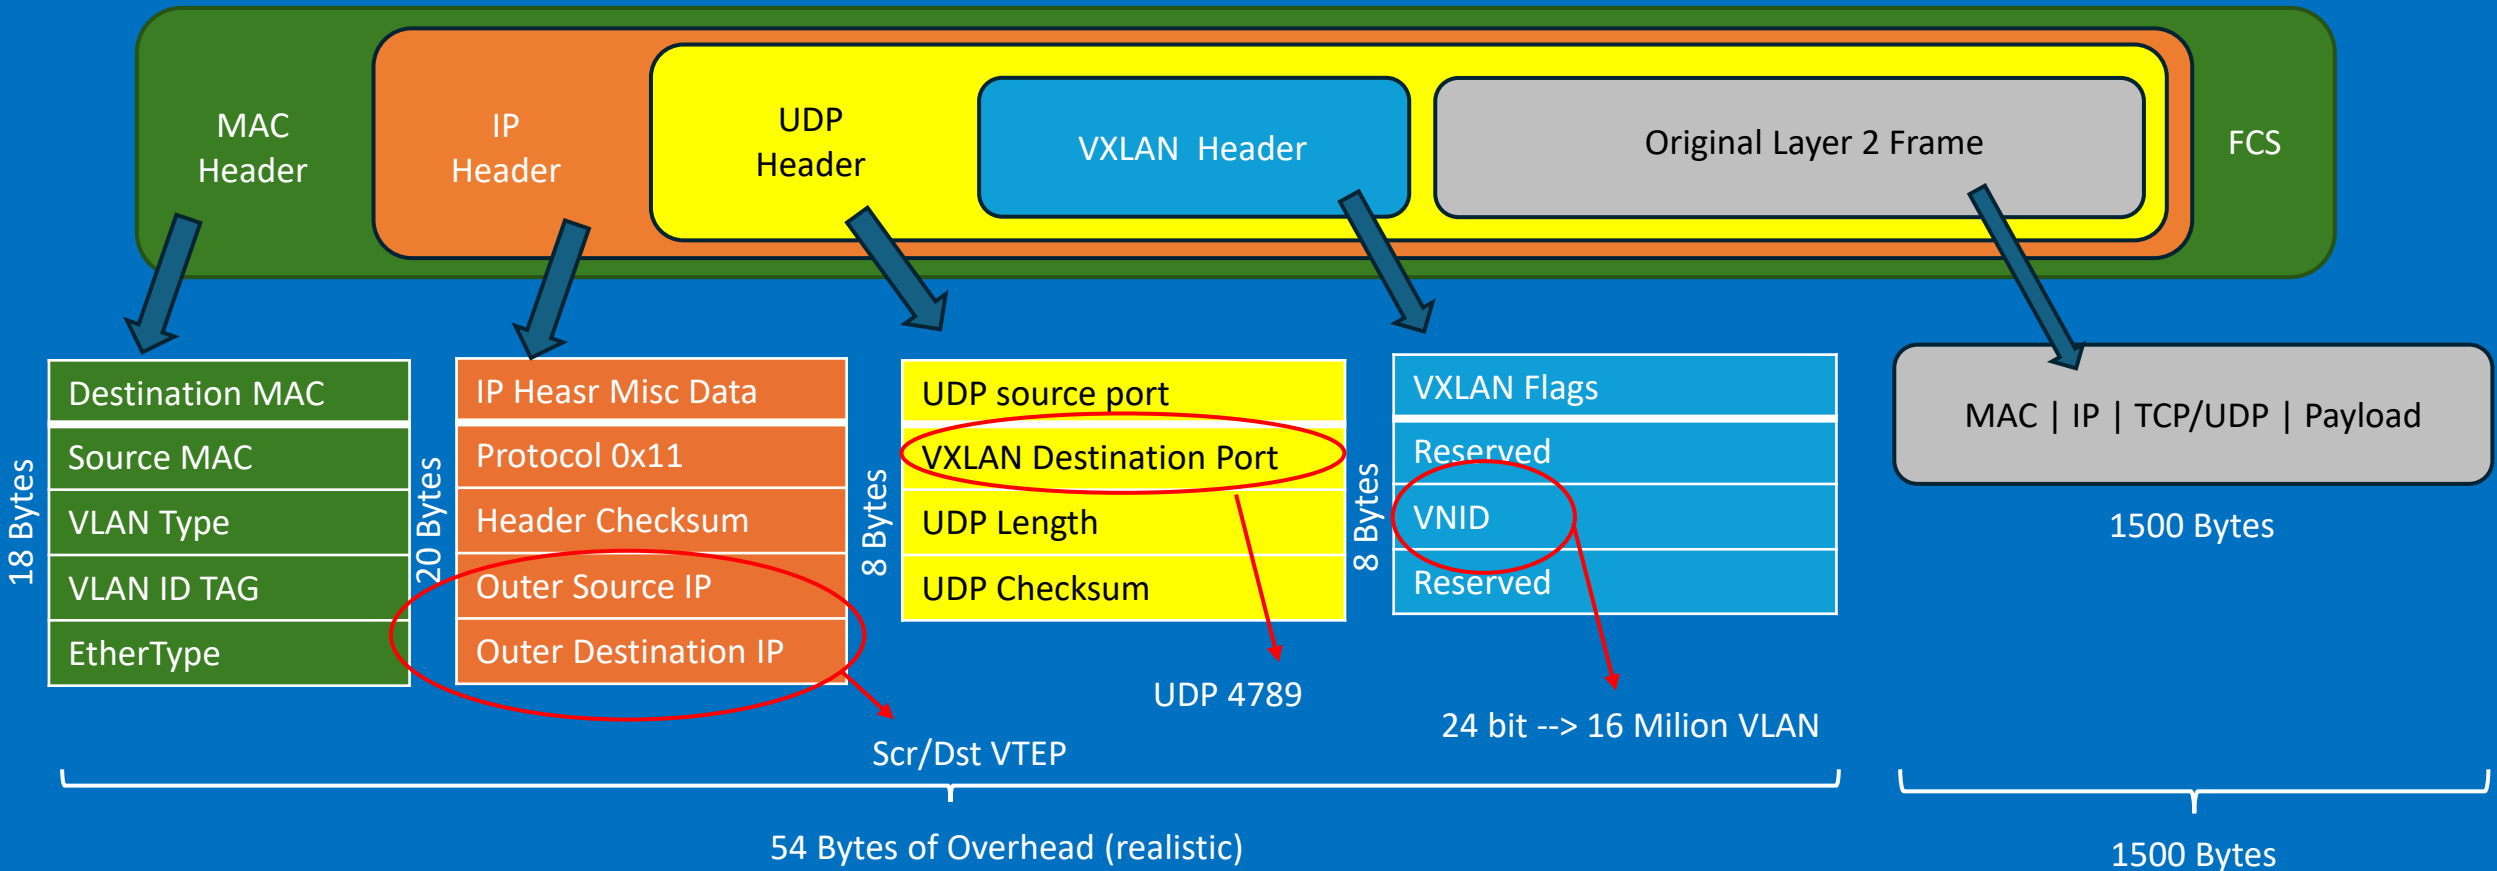 MAC
Header
IP
Header
UDP
Header
VXLAN Header
Original Layer 2 Frame
FCS
18 Bytes
Destination MAC
Source MAC
VLAN Type
VLAN ID TAG
EtherType
20 Bytes
IP Heasr Misc Data
Protocol 0x11
Header Checksum
Outer Source IP
Outer Destination IP
Scr/Dst VTEP
8 Bytes
UDP source port
VXLAN Destination Port
UDP Length
UDP Checksum
UDP 4789
8 Bytes
VXLAN Flags
Reserved
VNID
Reserved
24 bit --> 16 Milion VLAN
MAC | IP | TCP/UDP | Payload
1500 Bytes
54 Bytes of Overhead (realistic)
1500 Bytes